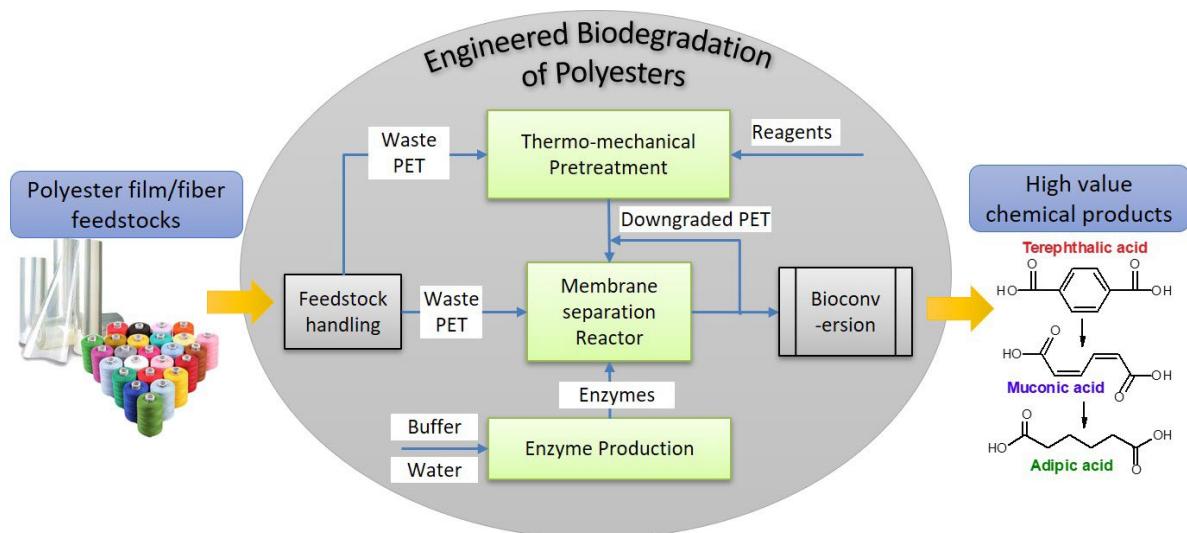 Engineered Biodegradation
of Polyesters
Polyester film/fiber
feedstocks
Feedstock
handling
Waste
PET
Waste
PET
Thermo-mechanical
Pretreatment
Reagents
Downgraded PET
Membrane
separation
Reactor
Enzymes
Buffer
Water
Enzyme Production
Bioconv
-ersion
High value
chemical products
Terephthalic acid
O
O
HO
OH
O
HO
OH
O
Muconic acid
O
HO
OH
O
Adipic acid